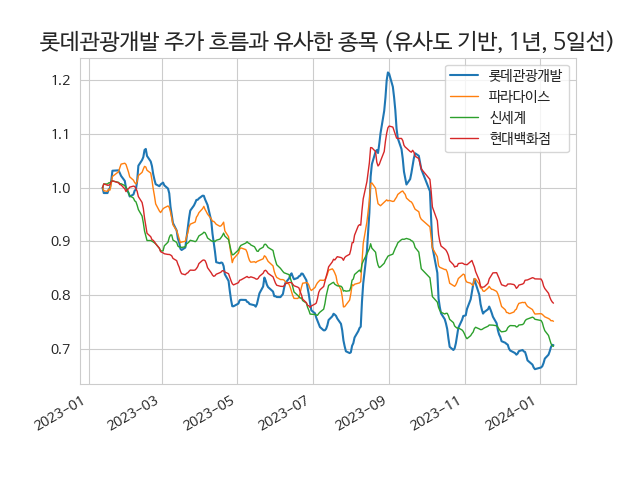 롯데관광개발 주가 흐름과 유사한 종목 (유사도 기반, 1년, 5일선)
롯데관광개발
파라다이스
신세계
현대백화점
1.2
1.1
1.0
0.9
0.8
0.7
2023-01
2023-03
2023-05
2023-07
2023-09
2023-11
2024-01